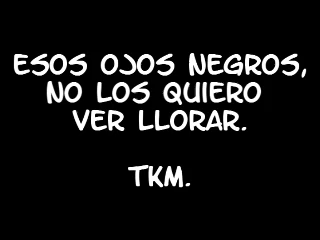 ESOS OJOS NEGROS,
NO LOS QUIERO
VER LLORAR.
TKM.